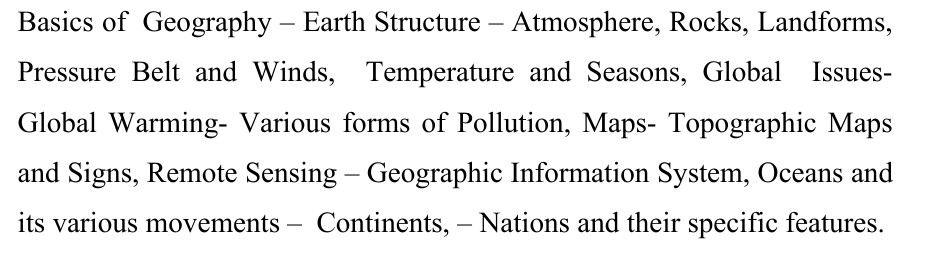 Basics of Geography – Earth Structure – Atmosphere, Rocks, Landforms,
Pressure Belt and Winds, Temperature and Seasons, Global Issues-
Global Warming- Various forms of Pollution, Maps- Topographic Maps
and Signs, Remote Sensing – Geographic Information System, Oceans and
its various movements – Continents, – Nations and their specific features.